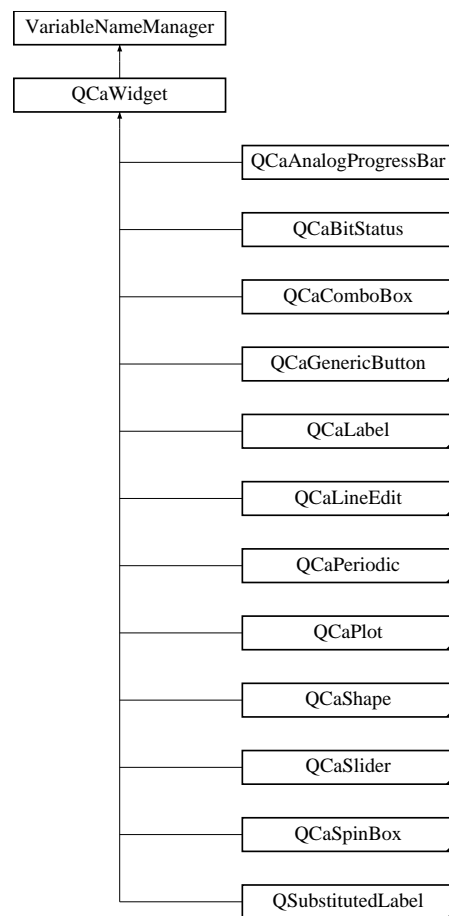 VariableNameManager
QCaWidget
QCaAnalogProgressBar
QCaBitStatus
QCaComboBox
QCaGenericButton
QCaLabel
QCaLineEdit
QCaPeriodic
QCaPlot
QCaShape
QCaSlider
QCaSpinBox
QSubstitutedLabel